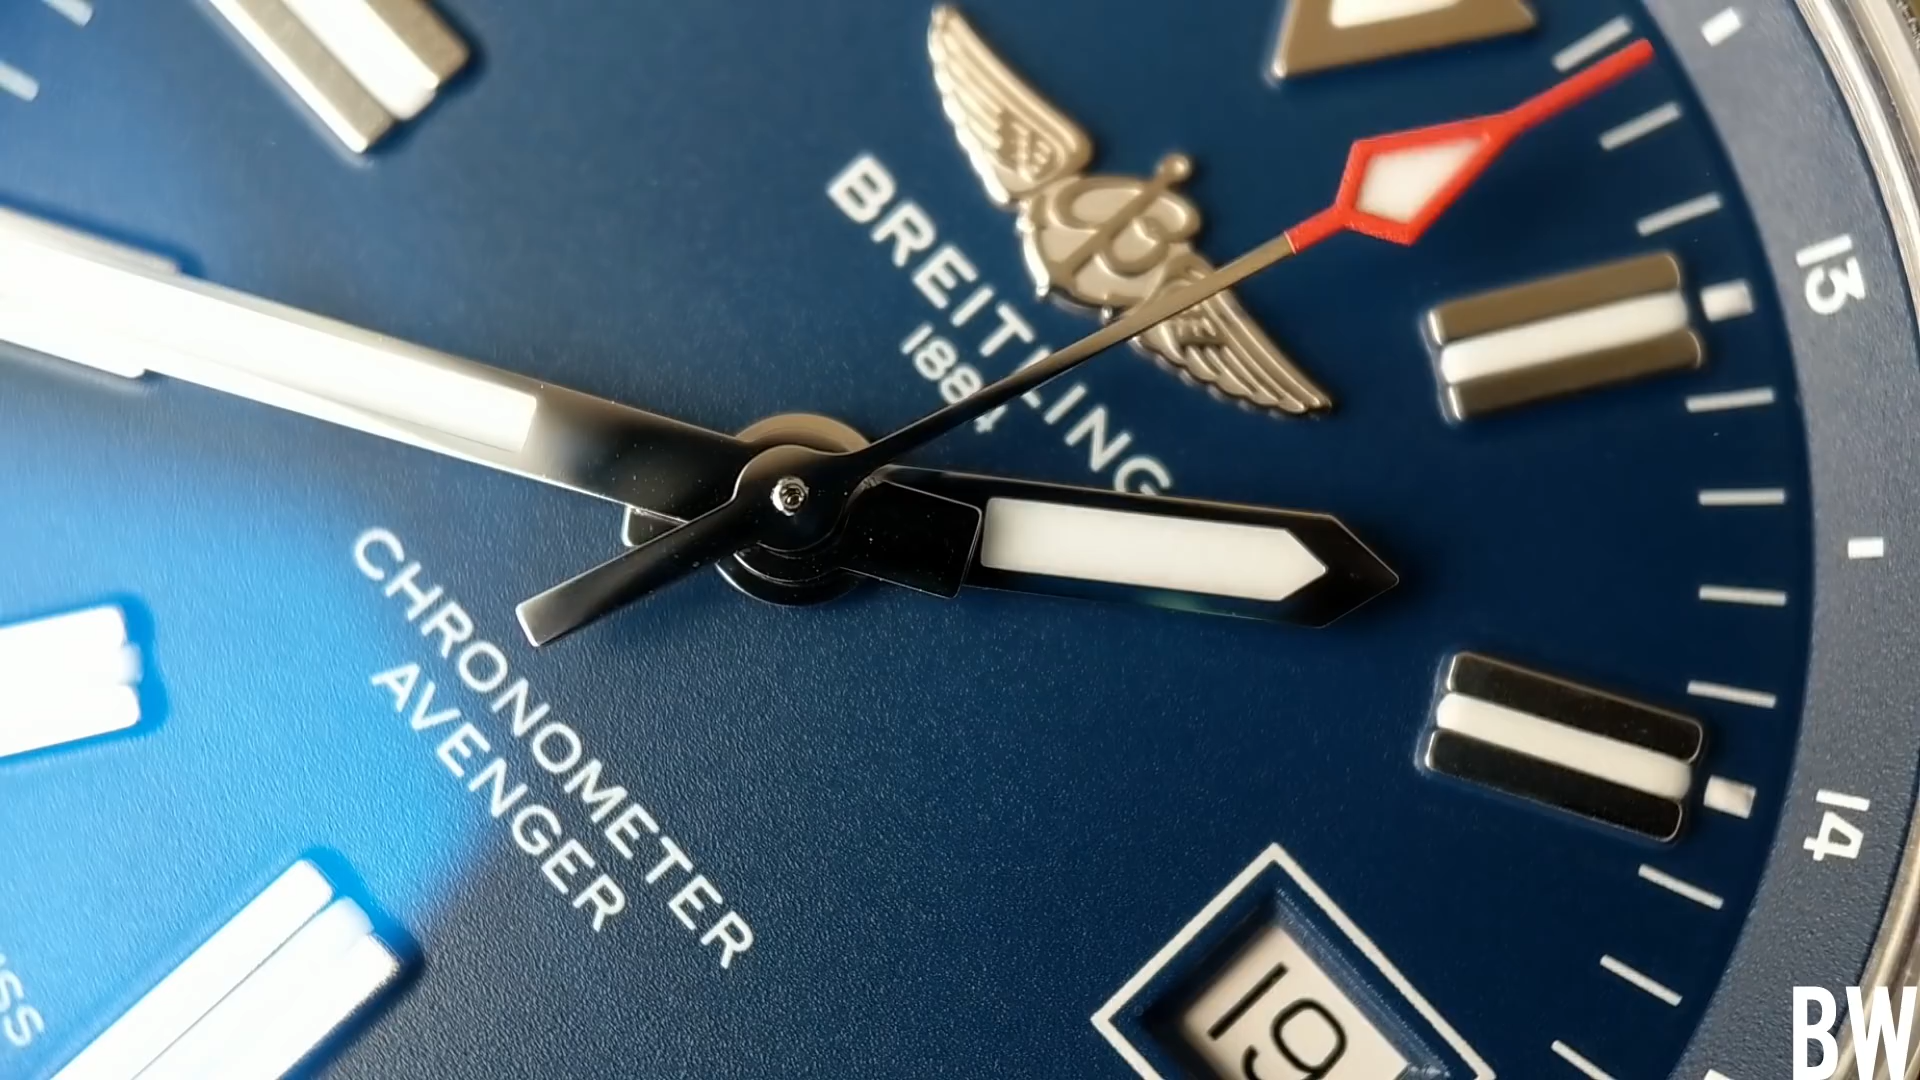 BREITLING
1884
CHRONOMETER
AVENGER
13
14
19
BW